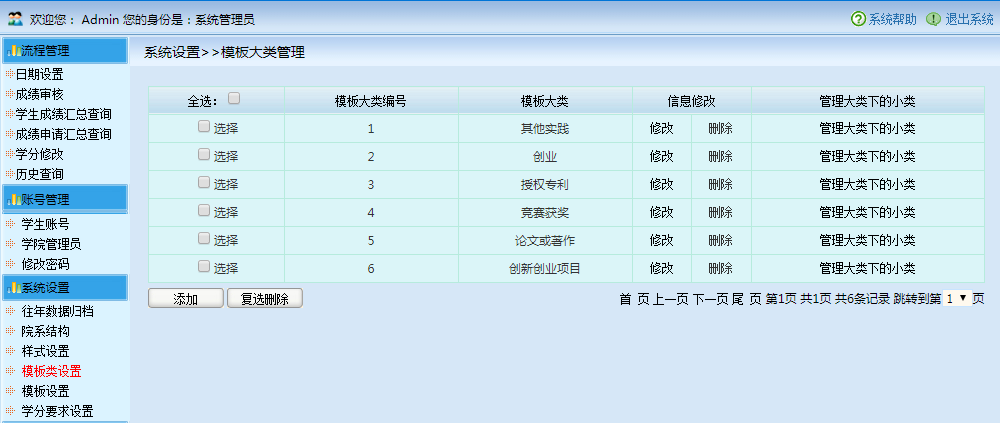 欢迎您： Admin 您的身份是：系统管理员
系统帮助 退出系统
流程管理
日期设置
成绩审核
学生成绩汇总查询
成绩申请汇总查询
学分修改
历史查询
账号管理
学生账号
学院管理员
修改密码
系统设置
往年数据归档
院系结构
样式设置
模板类设置
模板设置
学分要求设置
系统设置>>模板大类管理
全选： 模板大类编号 模板大类 信息修改 管理大类下的小类
选择 1 其他实践 修改 删除 管理大类下的小类
选择 2 创业 修改 删除 管理大类下的小类
选择 3 授权专利 修改 删除 管理大类下的小类
选择 4 竞赛获奖 修改 删除 管理大类下的小类
选择 5 论文或著作 修改 删除 管理大类下的小类
选择 6 创新创业项目 修改 删除 管理大类下的小类
添加 复选删除 首 页 上一页 下一页 尾 页 第1页 共1页 共6条记录 跳转到第 1 页